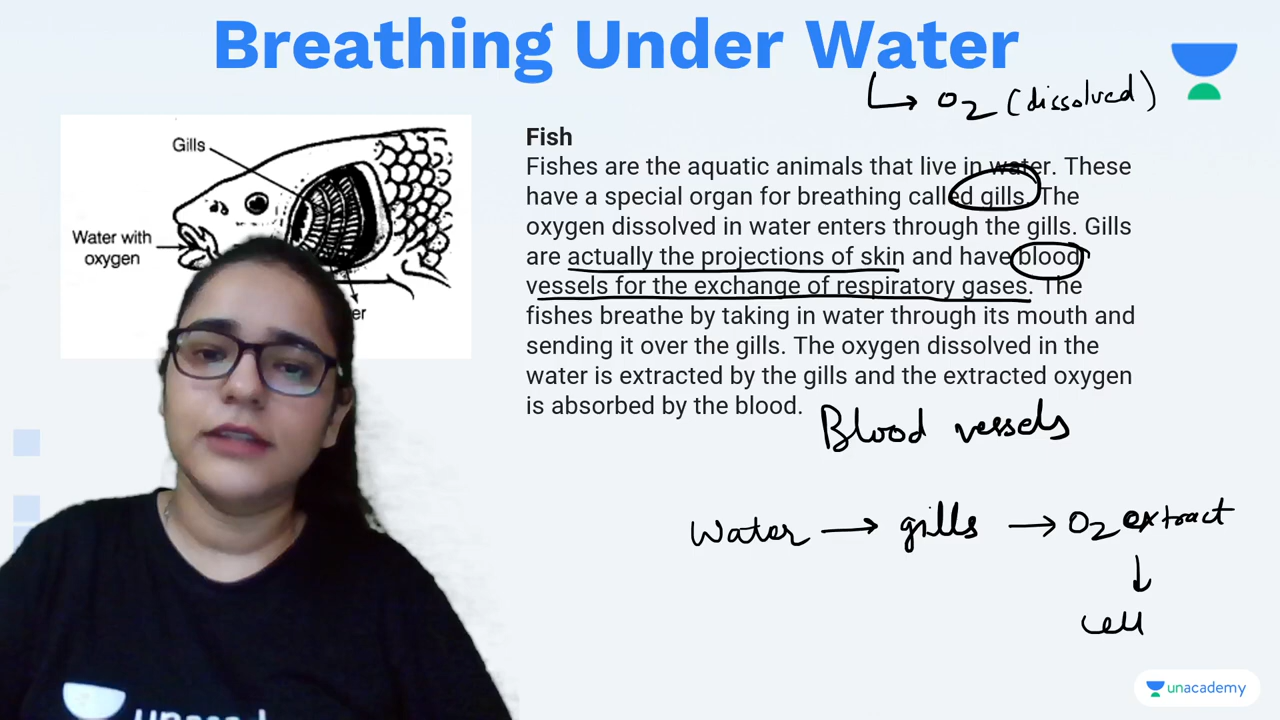 Breathing Under Water
↳ O2 (dissolved)
Gills
Water with
oxygen
Fish
Fishes are the aquatic animals that live in water. These
have a special organ for breathing called gills. The
oxygen dissolved in water enters through the gills. Gills
are actually the projections of skin and have blood
vessels for the exchange of respiratory gases. The
fishes breathe by taking in water through its mouth and
sending it over the gills. The oxygen dissolved in the
water is extracted by the gills and the extracted oxygen
is absorbed by the blood.
Blood vessels
Water → gills → O2 extract
↓
cell
unacademy